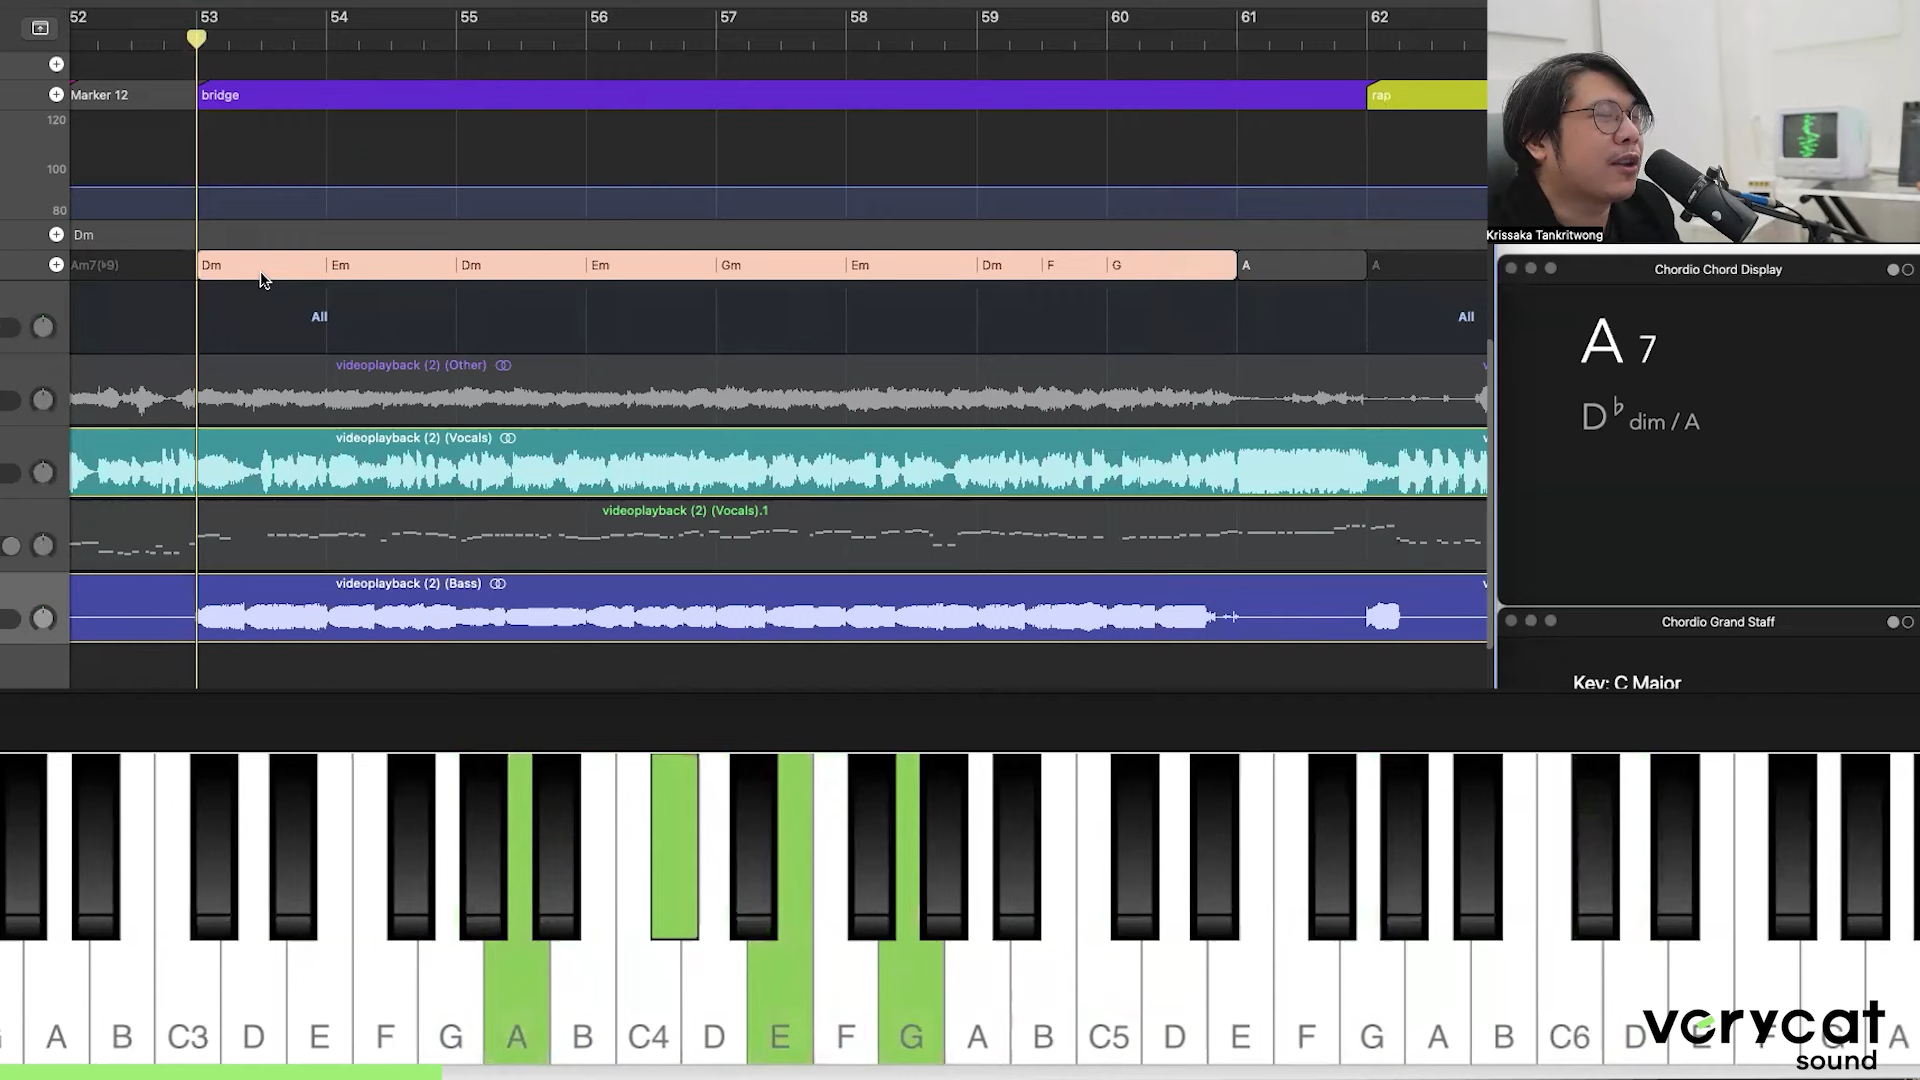 52 53 54 55 56 57 58 59 60 61 62
Marker 12 bridge rap
120
100
80
Dm
Am7(♭9) Dm Em Dm Em Gm Em Dm F G A A
All All
videoplayback (2) (Other)
videoplayback (2) (Vocals)
videoplayback (2) (Vocals).1
videoplayback (2) (Bass)
Krissaka Tankritwong
Chordio Chord Display
A 7
D♭ dim / A
Chordio Grand Staff
Key: C Major
A B C3 D E F G A B C4 D E F G A B C5 D E F G A B C6 D E F G A
verycat
sound